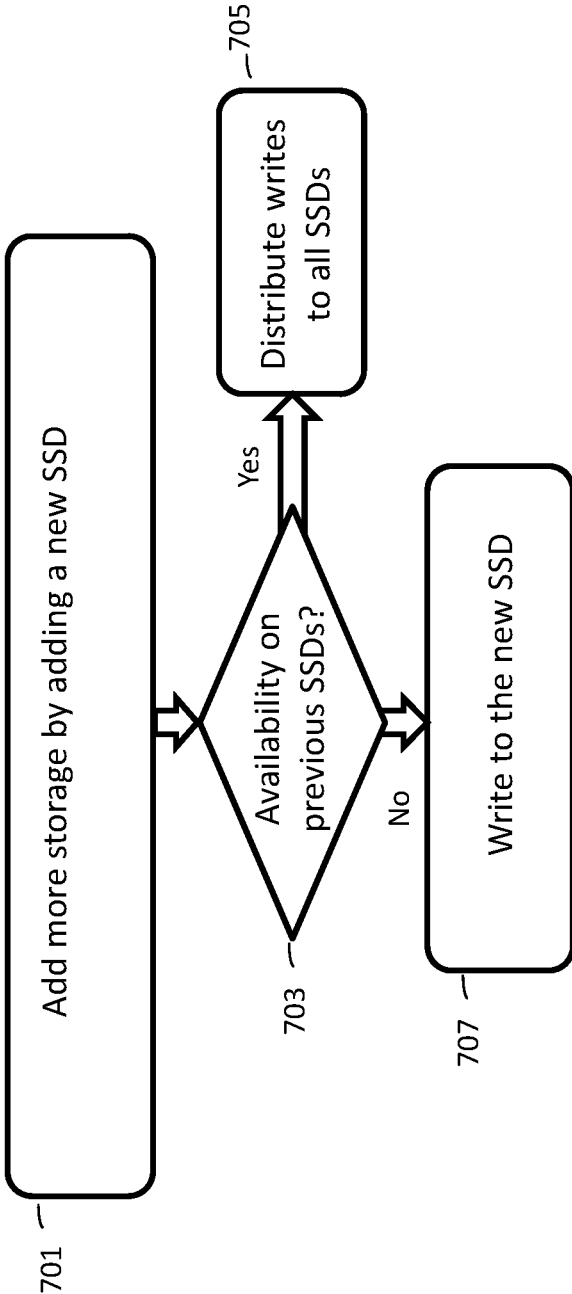 701
Add more storage by adding a new SSD
703
Availability on
previous SSDs?
Yes
705
Distribute writes
to all SSDs
No
707
Write to the new SSD